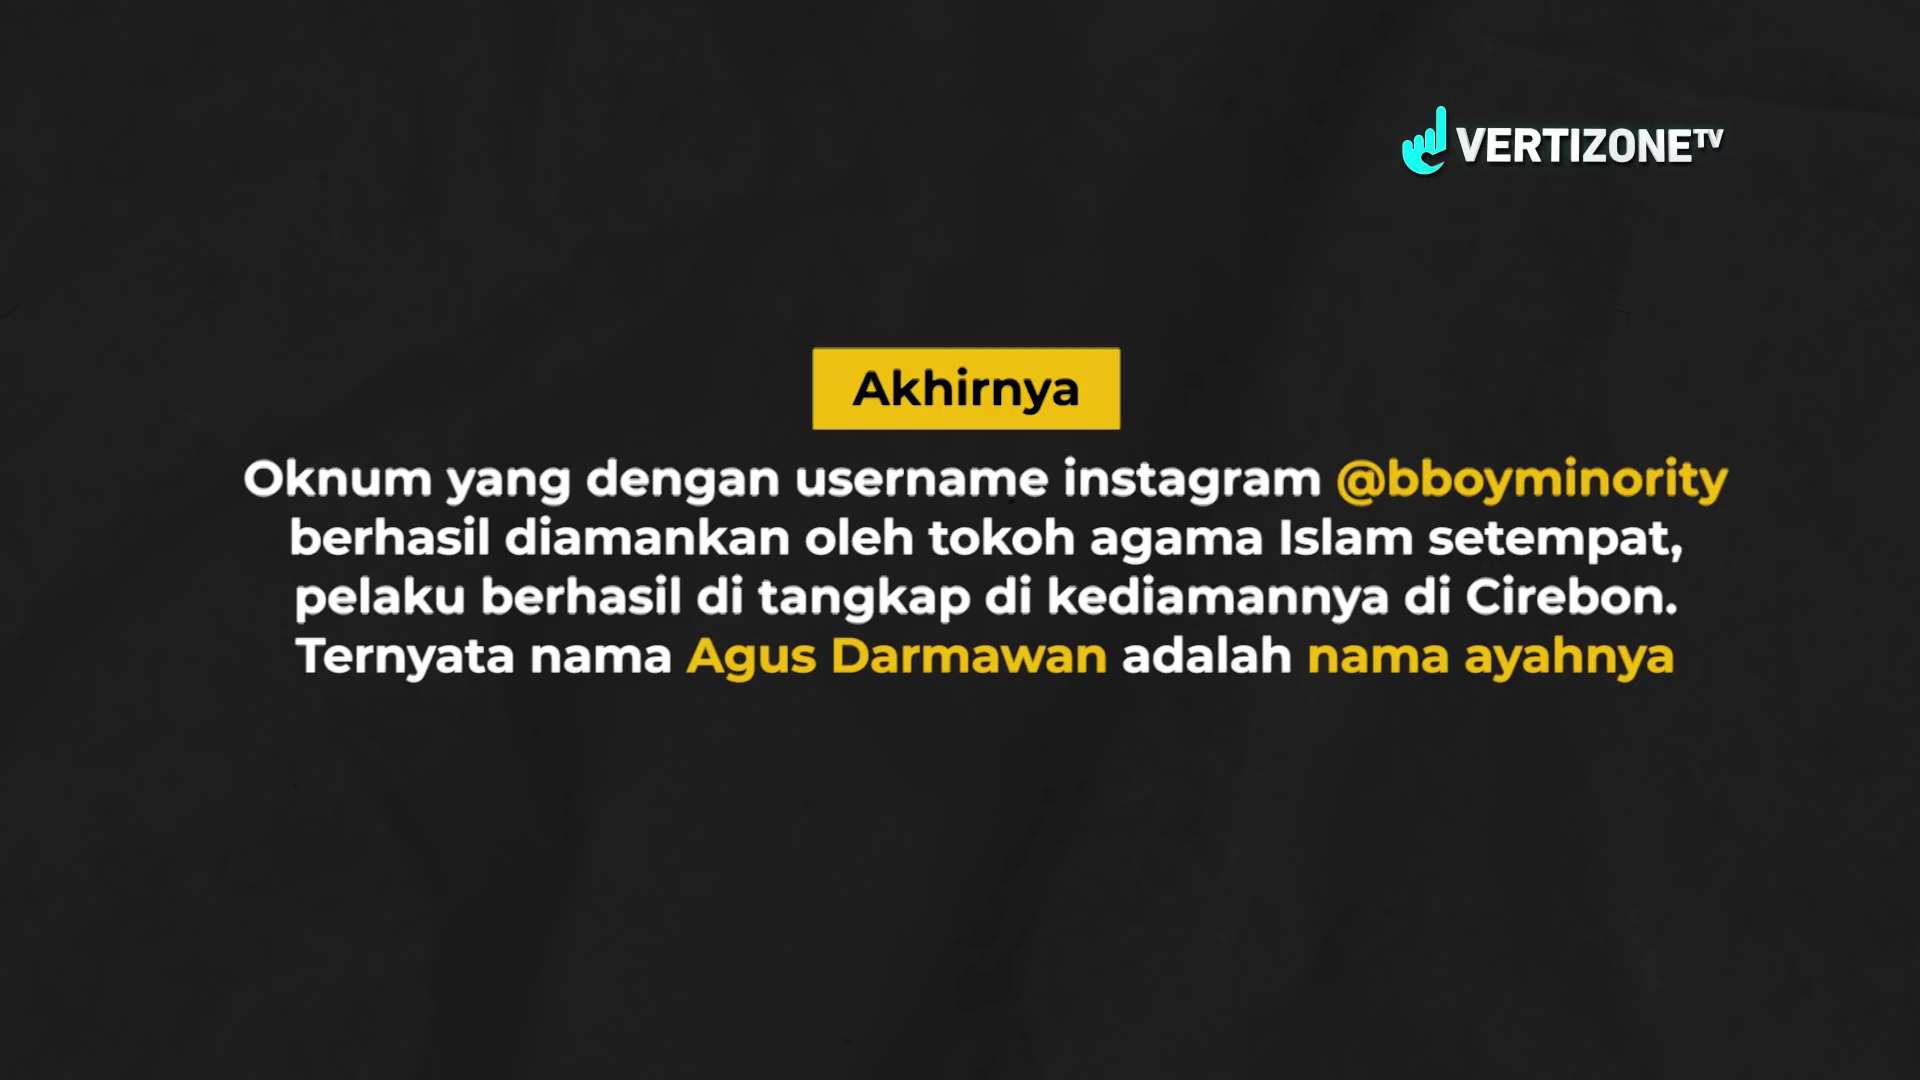 VERTIZONE TV
Akhirnya
Oknum yang dengan username instagram @bboyminority
berhasil diamankan oleh tokoh agama Islam setempat,
pelaku berhasil di tangkap di kediamannya di Cirebon.
Ternyata nama Agus Darmawan adalah nama ayahnya